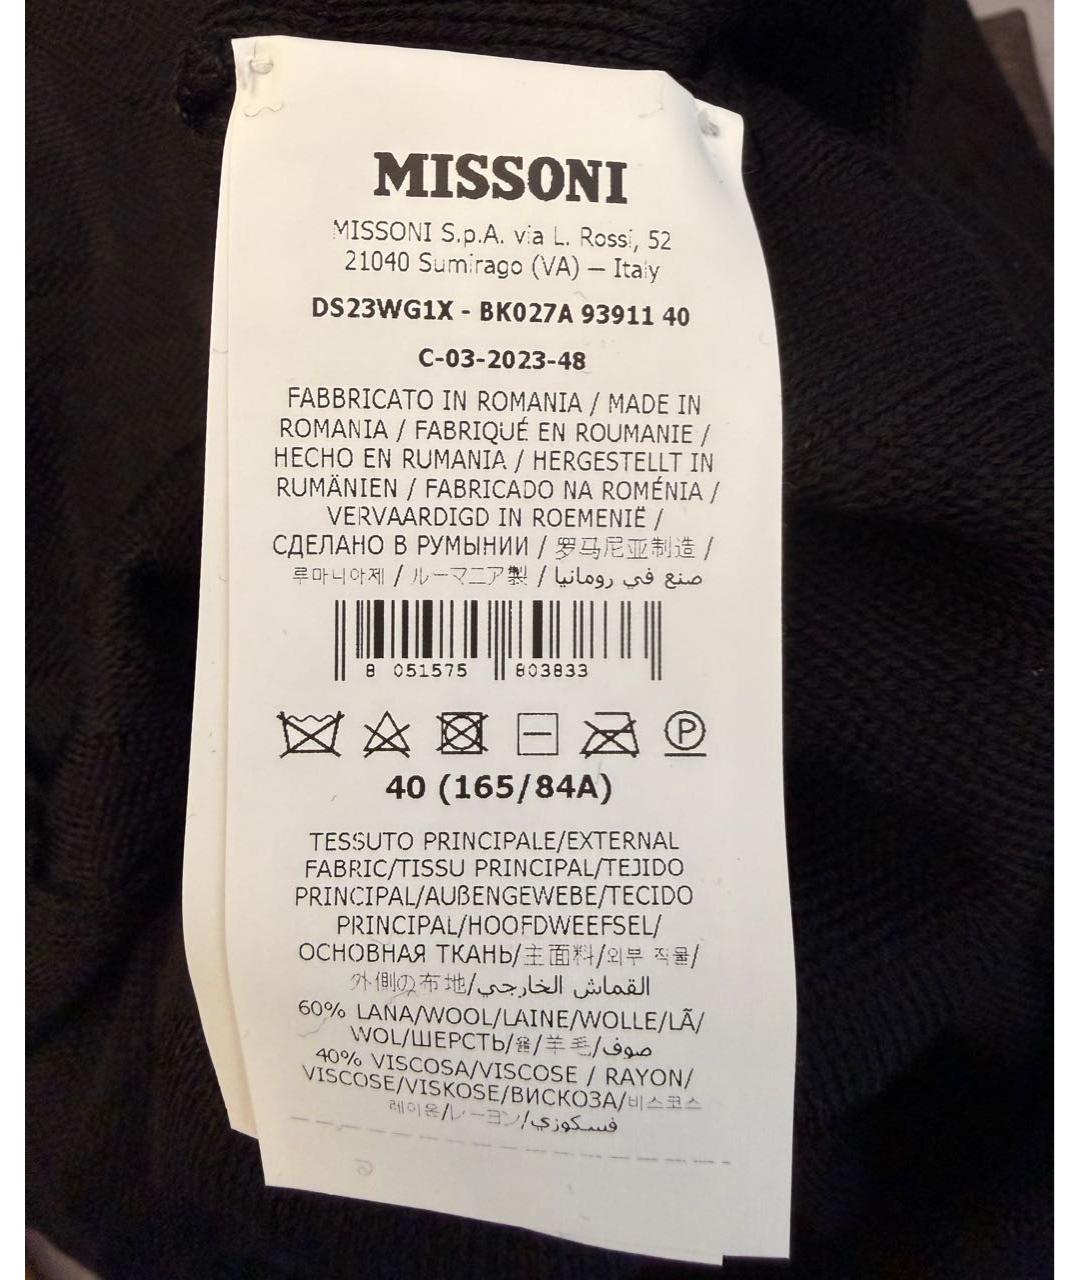 MISSONI
MISSONI S.p.A. via L. Rossi, 52
21040 Sumirago (VA) – Italy
DS23WG1X - BK027A 93911 40
C-03-2023-48
FABBRICATO IN ROMANIA / MADE IN
ROMANIA / FABRIQUÉ EN ROUMANIE /
HECHO EN RUMANIA / HERGESTELLT IN
RUMÄNIEN / FABRICADO NA ROMÉNIA /
VERVAARDIGD IN ROEMENIË /
СДЕЛАНО В РУМЫНИИ / 罗马尼亚制造 /
루마니아제 / ルーマニア製 / صنع في رومانيا
8 051575 803833
P
40 (165/84A)
TESSUTO PRINCIPALE/EXTERNAL
FABRIC/TISSU PRINCIPAL/TEJIDO
PRINCIPAL/AUßENGEWEBE/TECIDO
PRINCIPAL/HOOFDWEEFSEL/
ОСНОВНАЯ ТКАНЬ/主面料/외부 직물/
外側の布地/القماش الخارجي
60% LANA/WOOL/LAINE/WOLLE/LÃ/
WOL/ШЕРСТЬ/울/羊毛/صوف
40% VISCOSA/VISCOSE / RAYON/
VISCOSE/VISKOSE/ВИСКОЗА/비스코스
레이온/レーヨン/فسكوزي